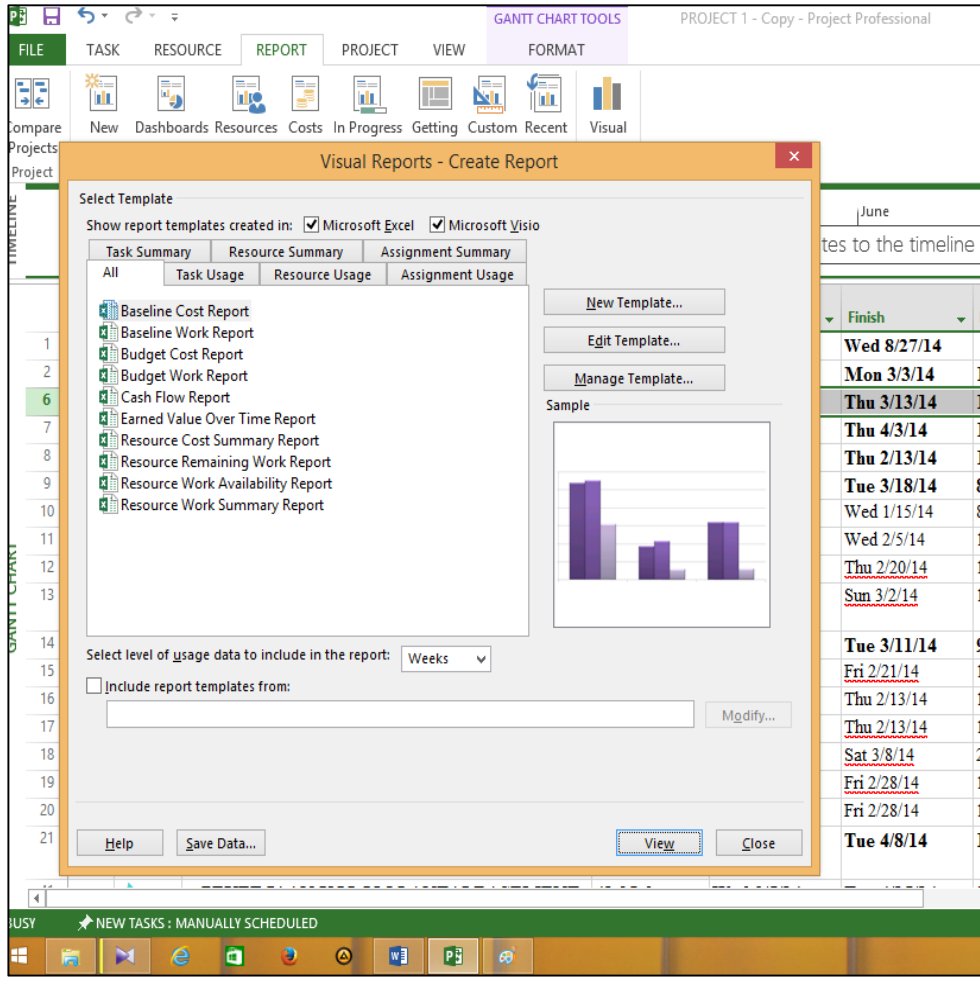 GANTT CHART TOOLS PROJECT 1 - Copy - Project Professional
FILE TASK RESOURCE REPORT PROJECT VIEW FORMAT
New Dashboards Resources Costs In Progress Getting Custom Recent Visual
Projects
Project
Visual Reports - Create Report
TIMELINE
June
to the timeline
Select Template
Show report templates created in: Microsoft Excel Microsoft Visio
Task Summary Resource Summary Assignment Summary
All Task Usage Resource Usage Assignment Usage
Baseline Cost Report
Baseline Work Report
Budget Cost Report
Budget Work Report
Cash Flow Report
Earned Value Over Time Report
Resource Cost Summary Report
Resource Remaining Work Report
Resource Work Availability Report
Resource Work Summary Report
New Template...
Edit Template...
Manage Template...
Sample
Select level of usage data to include in the report: Weeks
Include report templates from:
Modify...
Help Save Data... View Close
Finish
1 Wed 8/27/14
2 Mon 3/3/14
6 Thu 3/13/14
7 Thu 4/3/14
8 Thu 2/13/14
9 Tue 3/18/14
10 Wed 1/15/14
11 Wed 2/5/14
12 Thu 2/20/14
13 Sun 3/2/14
14 Tue 3/11/14
15 Fri 2/21/14
16 Thu 2/13/14
17 Thu 2/13/14
18 Sat 3/8/14
19 Fri 2/28/14
20 Fri 2/28/14
21 Tue 4/8/14
GANTT CHART
NEW TASKS : MANUALLY SCHEDULED